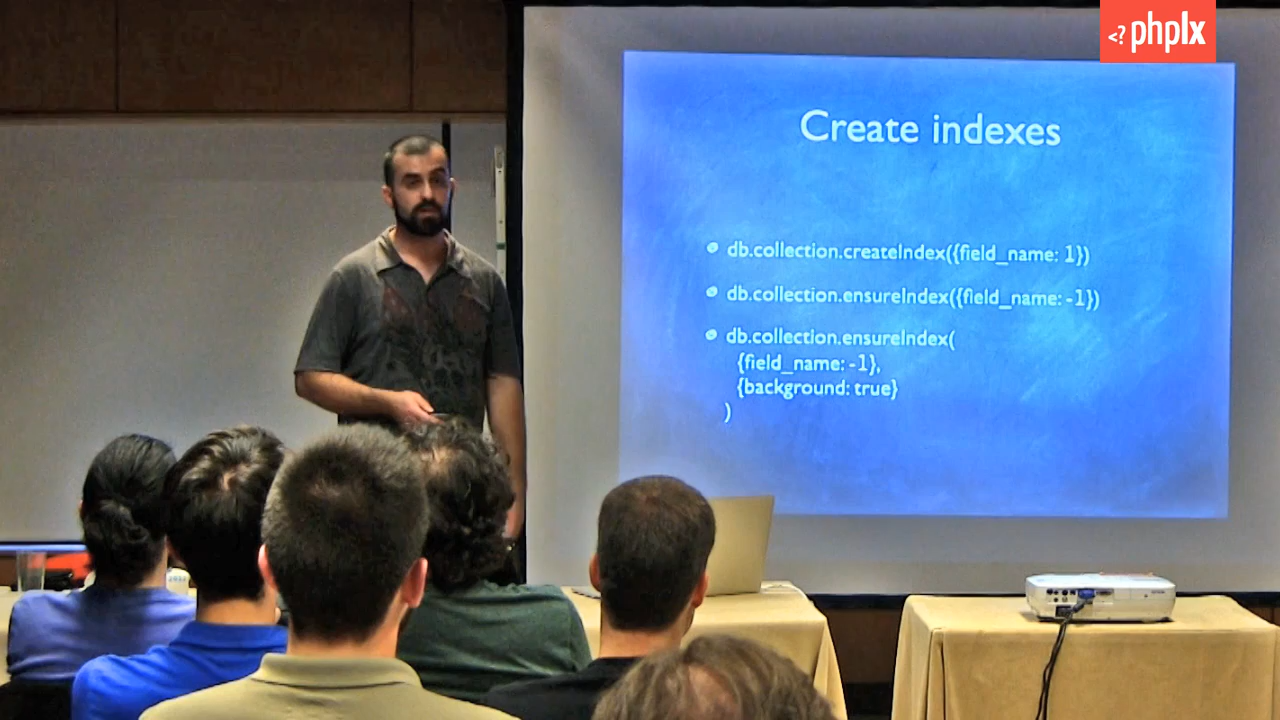 <? phplx
Create indexes
db.collection.createIndex({field_name: 1})
db.collection.ensureIndex({field_name: -1})
db.collection.ensureIndex(
{field_name: -1},
{background: true}
)